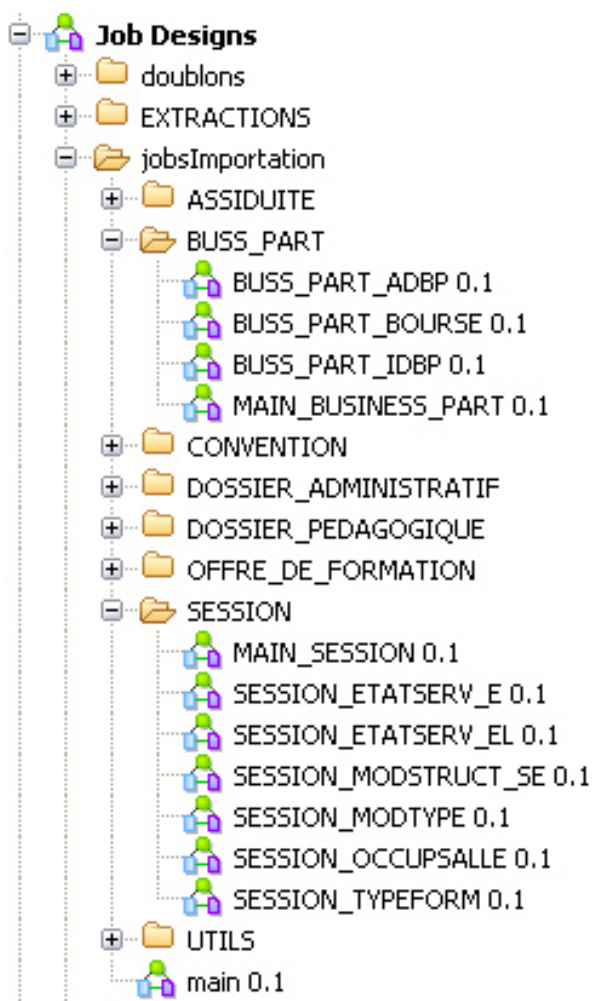 Job Designs
doublons
EXTRACTIONS
jobsImportation
ASSIDUITE
BUSS_PART
BUSS_PART_ADBP 0.1
BUSS_PART_BOURSE 0.1
BUSS_PART_IDBP 0.1
MAIN_BUSINESS_PART 0.1
CONVENTION
DOSSIER_ADMINISTRATIF
DOSSIER_PEDAGOGIQUE
OFFRE_DE_FORMATION
SESSION
MAIN_SESSION 0.1
SESSION_ETATSERV_E 0.1
SESSION_ETATSERV_EL 0.1
SESSION_MODSTRUCT_SE 0.1
SESSION_MODTYPE 0.1
SESSION_OCCUPSALLE 0.1
SESSION_TYPEFORM 0.1
UTILS
main 0.1